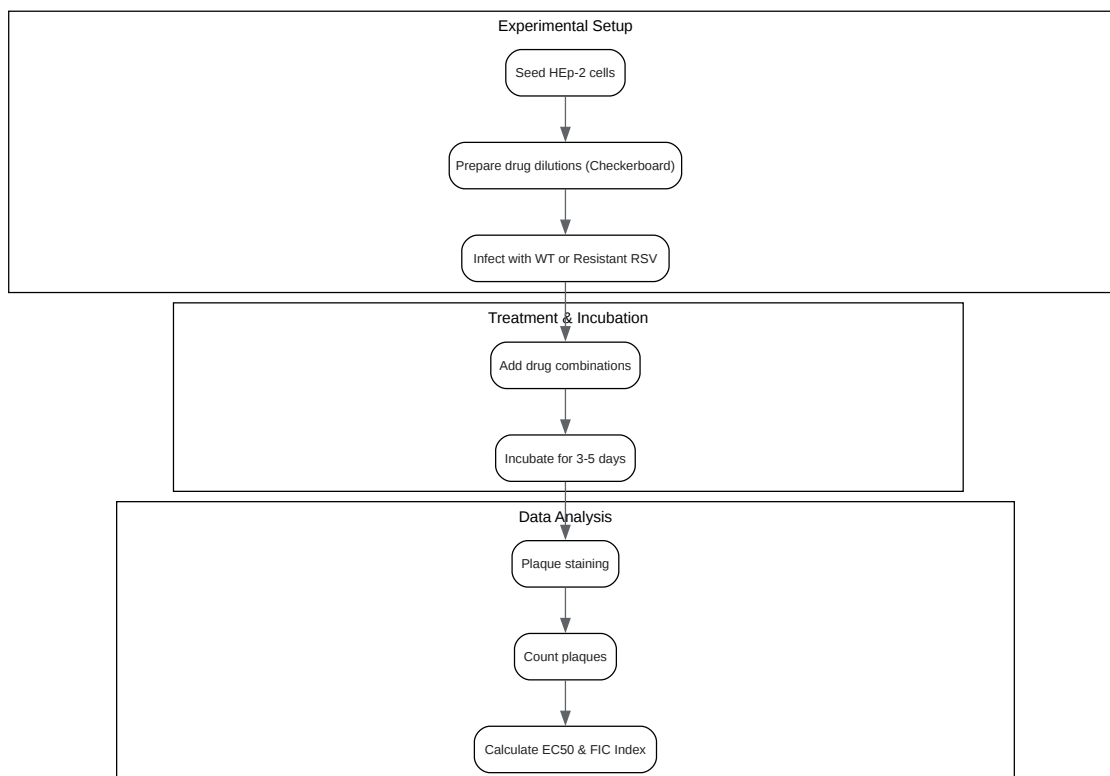 Experimental Setup
Seed HEp-2 cells
Prepare drug dilutions (Checkerboard)
Infect with WT or Resistant RSV
Treatment & Incubation
Add drug combinations
Incubate for 3-5 days
Data Analysis
Plaque staining
Count plaques
Calculate EC50 & FIC Index